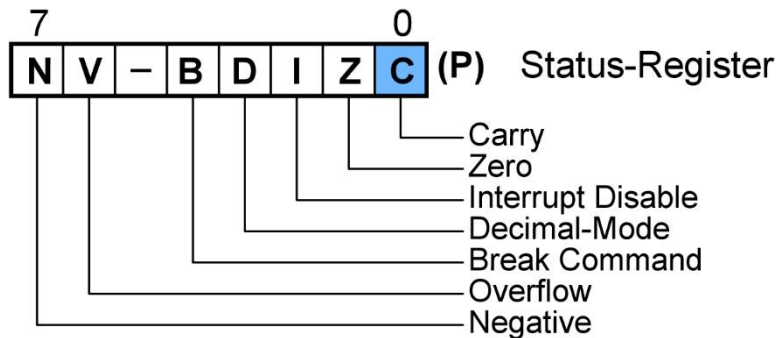 7 0
N V – B D I Z C (P) Status-Register
Carry
Zero
Interrupt Disable
Decimal-Mode
Break Command
Overflow
Negative